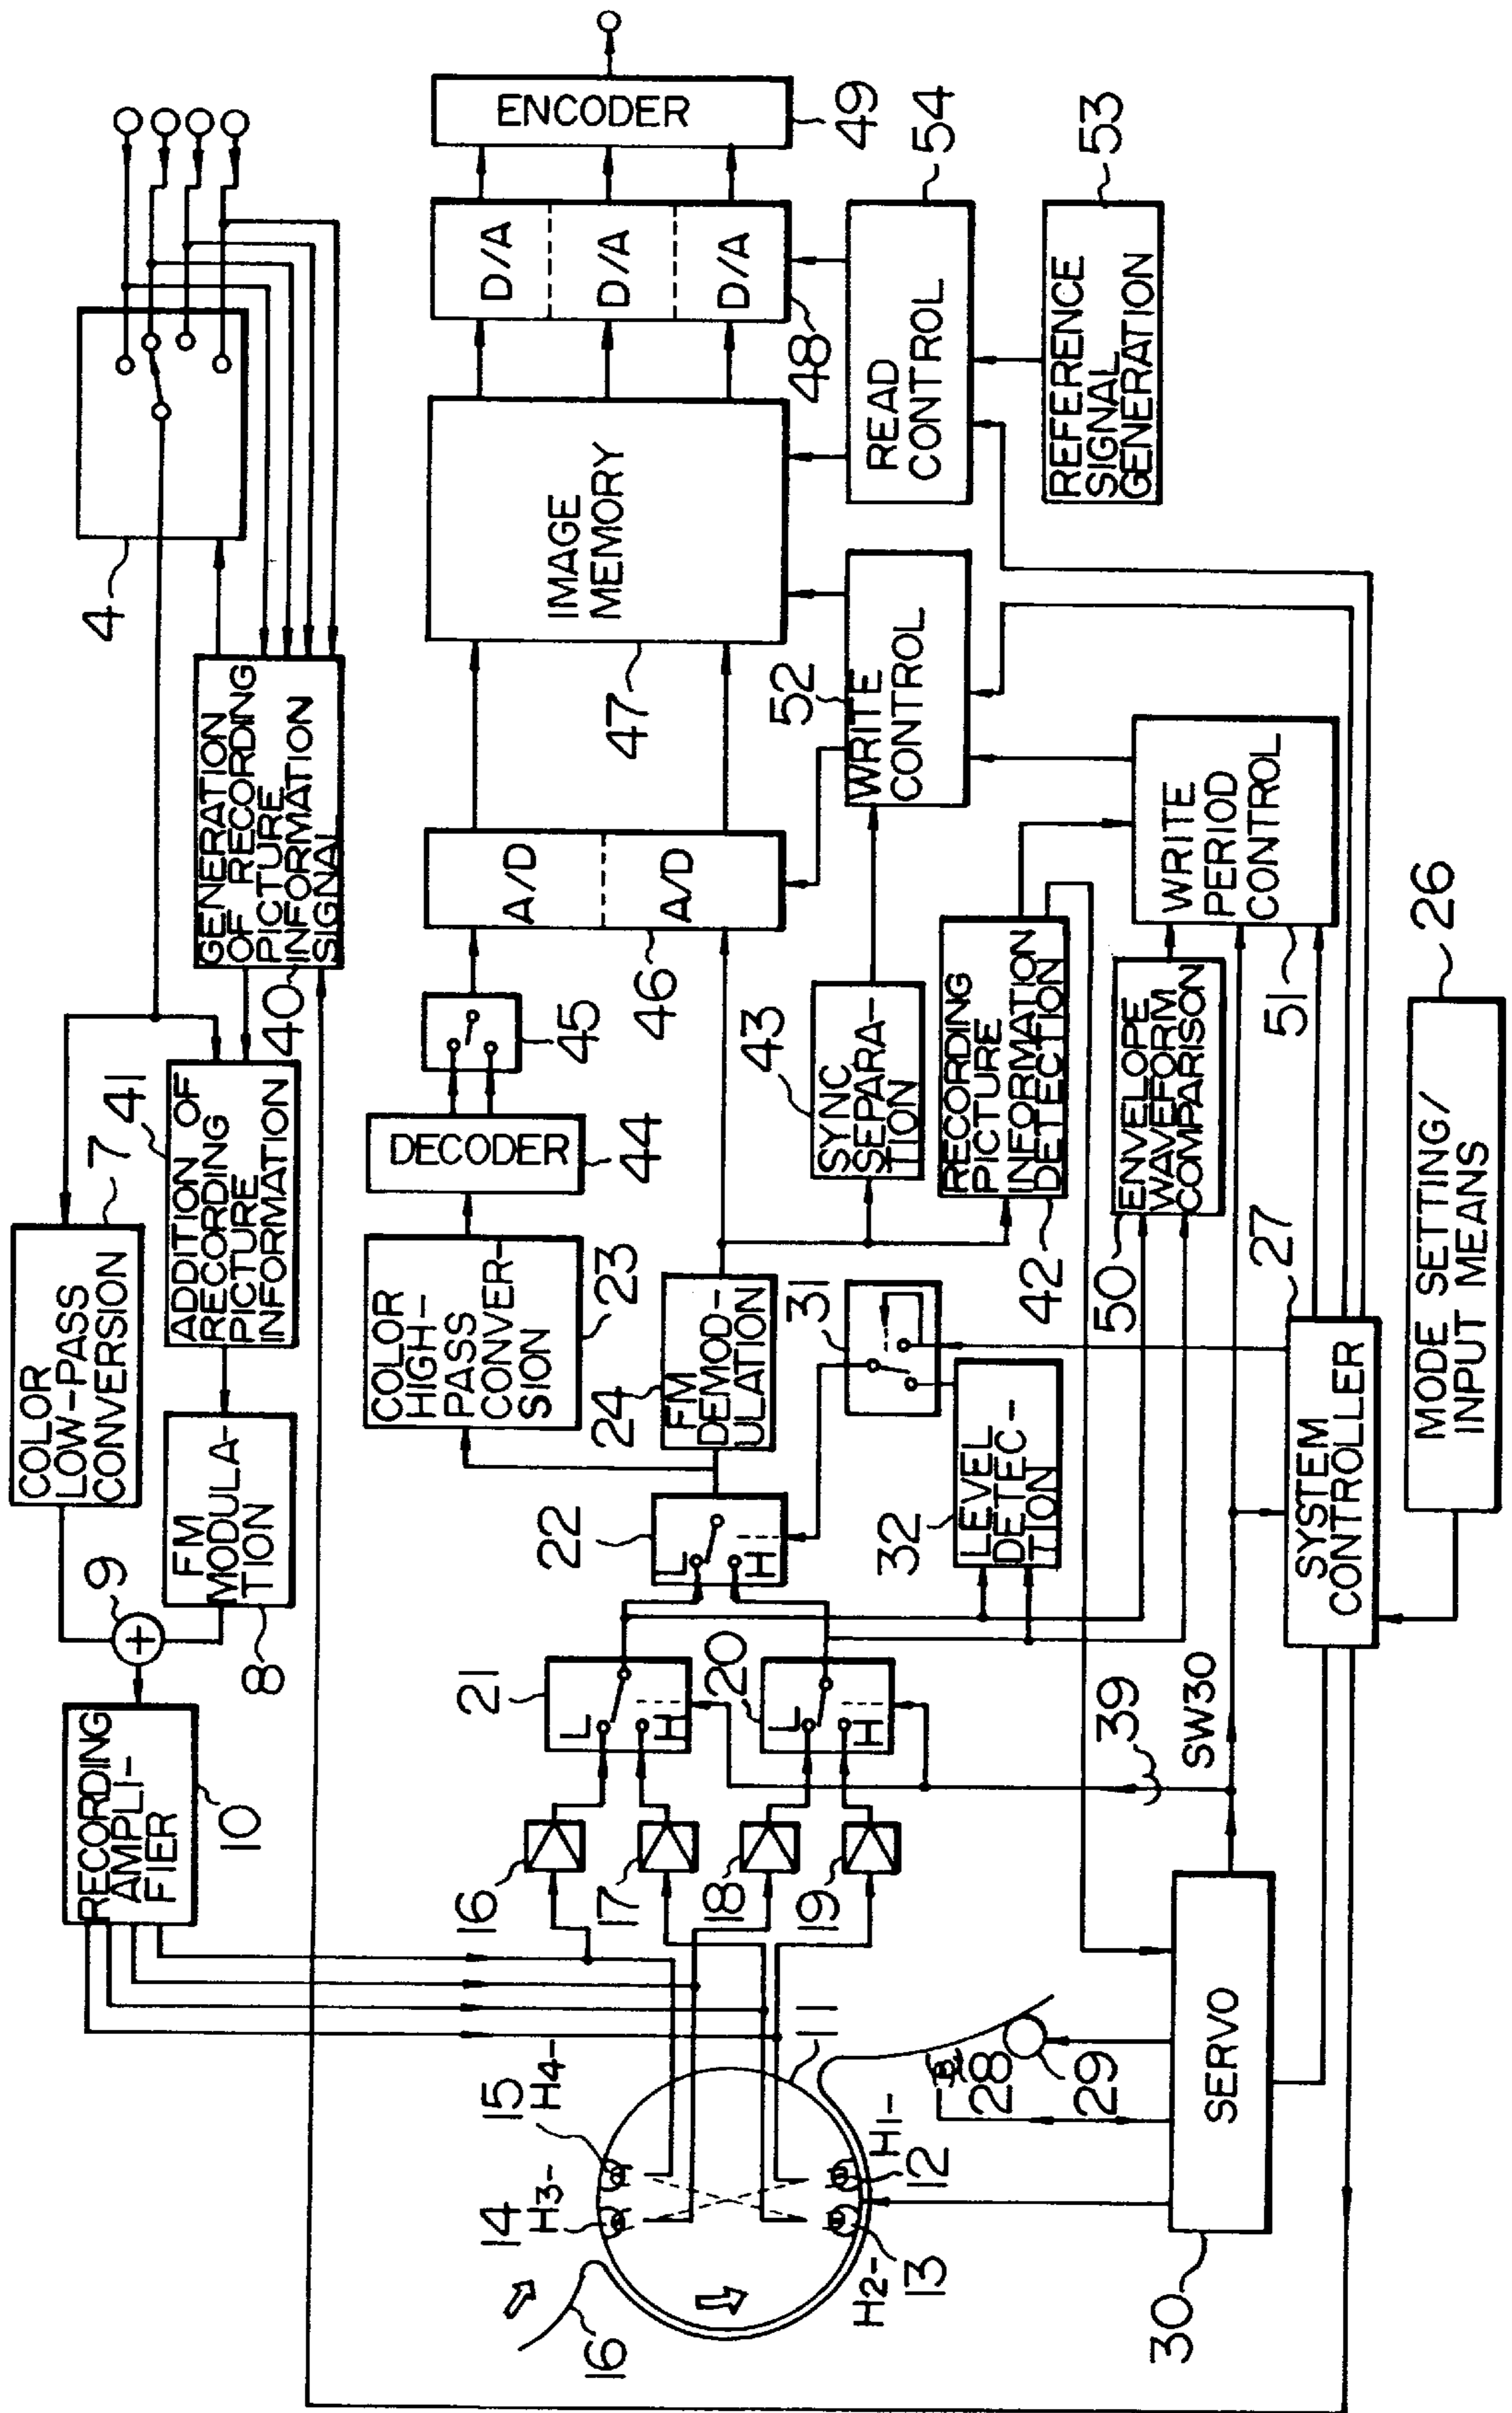 4
COLOR
LOW-PASS
CONVERSION
7
ADDITION OF
RECORDING
PICTURE
INFORMATION
41
GENERATION
OF RECORDING
PICTURE
INFORMATION
SIGNAL
40
FM
MODULA-
TION
8
9
RECORDING
AMPLI-
FIER
10
ENCODER
49
D/A
D/A
D/A
48
IMAGE
MEMORY
47
A/D
A/D
46
45
DECODER
44
COLOR
HIGH-
PASS
CONVER-
SION
23
FM
DEMOD-
ULATION
24
22
L
H
21
L
H
20
L
H
16
17
18
19
READ
CONTROL
54
REFERENCE
SIGNAL
GENERATION
53
WRITE
CONTROL
52
SYNC
SEPARA-
TION
43
RECORDING
PICTURE
INFORMATION
DETECTION
42
WRITE
PERIOD
CONTROL
51
ENVELOPE
WAVEFORM
COMPARISON
50
31
LEVEL
DETEC-
TION
32
SYSTEM
CONTROLLER
27
MODE SETTING/
INPUT MEANS
26
SW30
39
SERVO
30
28
29
11
15
H4-
14
H3-
H1-
12
H2-
13
16